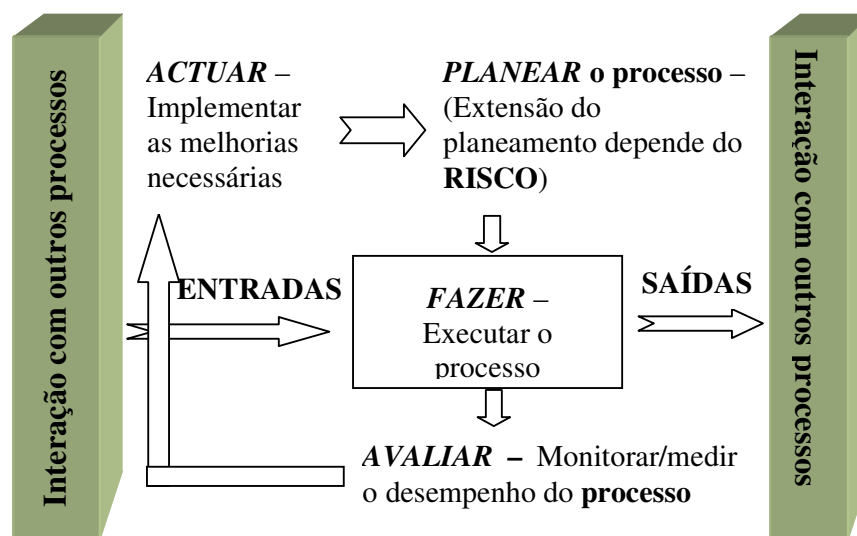 Interação com outros processos
ACTUAR –
Implementar
as melhorias
necessárias
PLANEAR o processo –
(Extensão do
planeamento depende do
RISCO)
ENTRADAS
FAZER –
Executar o
processo
SAÍDAS
AVALIAR – Monitorar/medir
o desempenho do processo
Interação com outros processos